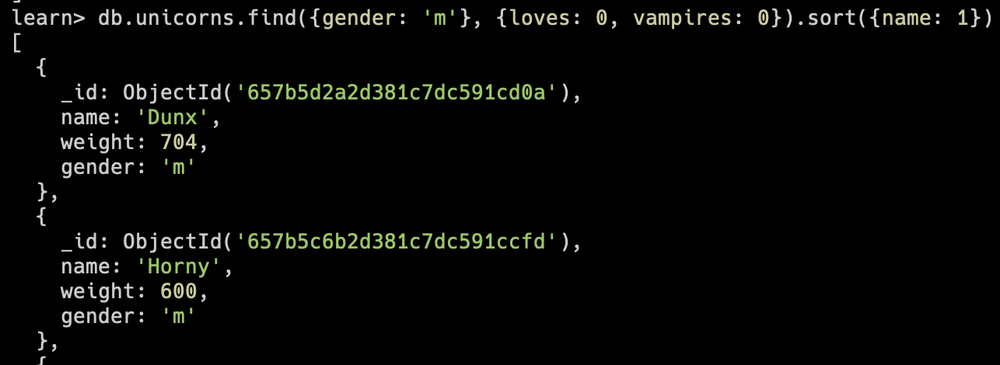 ]
learn> db.unicorns.find({gender: 'm'}, {loves: 0, vampires: 0}).sort({name: 1})
[
  {
    _id: ObjectId('657b5d2a2d381c7dc591cd0a'),
    name: 'Dunx',
    weight: 704,
    gender: 'm'
  },
  {
    _id: ObjectId('657b5c6b2d381c7dc591ccfd'),
    name: 'Horny',
    weight: 600,
    gender: 'm'
  },
  {